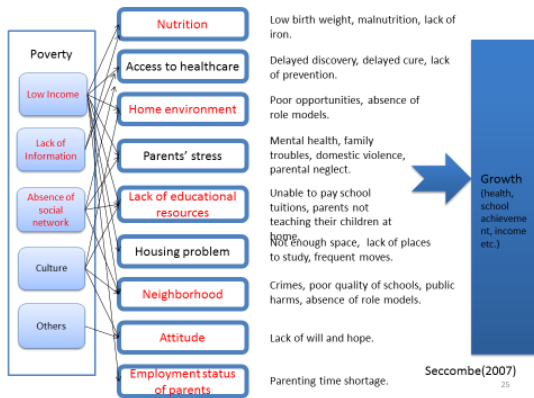 Poverty
Low Income
Lack of
Information
Absence of
social
network
Culture
Others
Nutrition
Access to healthcare
Home environment
Parents' stress
Lack of educational
resources
Housing problem
Neighborhood
Attitude
Employment status
of parents
Low birth weight, malnutrition, lack of
iron.
Delayed discovery, delayed cure, lack
of prevention.
Poor opportunities, absence of
role models.
Mental health, family
troubles, domestic violence,
parental neglect.
Unable to pay school
tuitions, parents not
teaching their children at
home.
Not enough space, lack of places
to study, frequent moves.
Crimes, poor quality of schools, public
harms, absence of role models.
Lack of will and hope.
Parenting time shortage.
Growth
(health,
school
achieveme
nt, income
etc.)
Seccombe(2007)
25